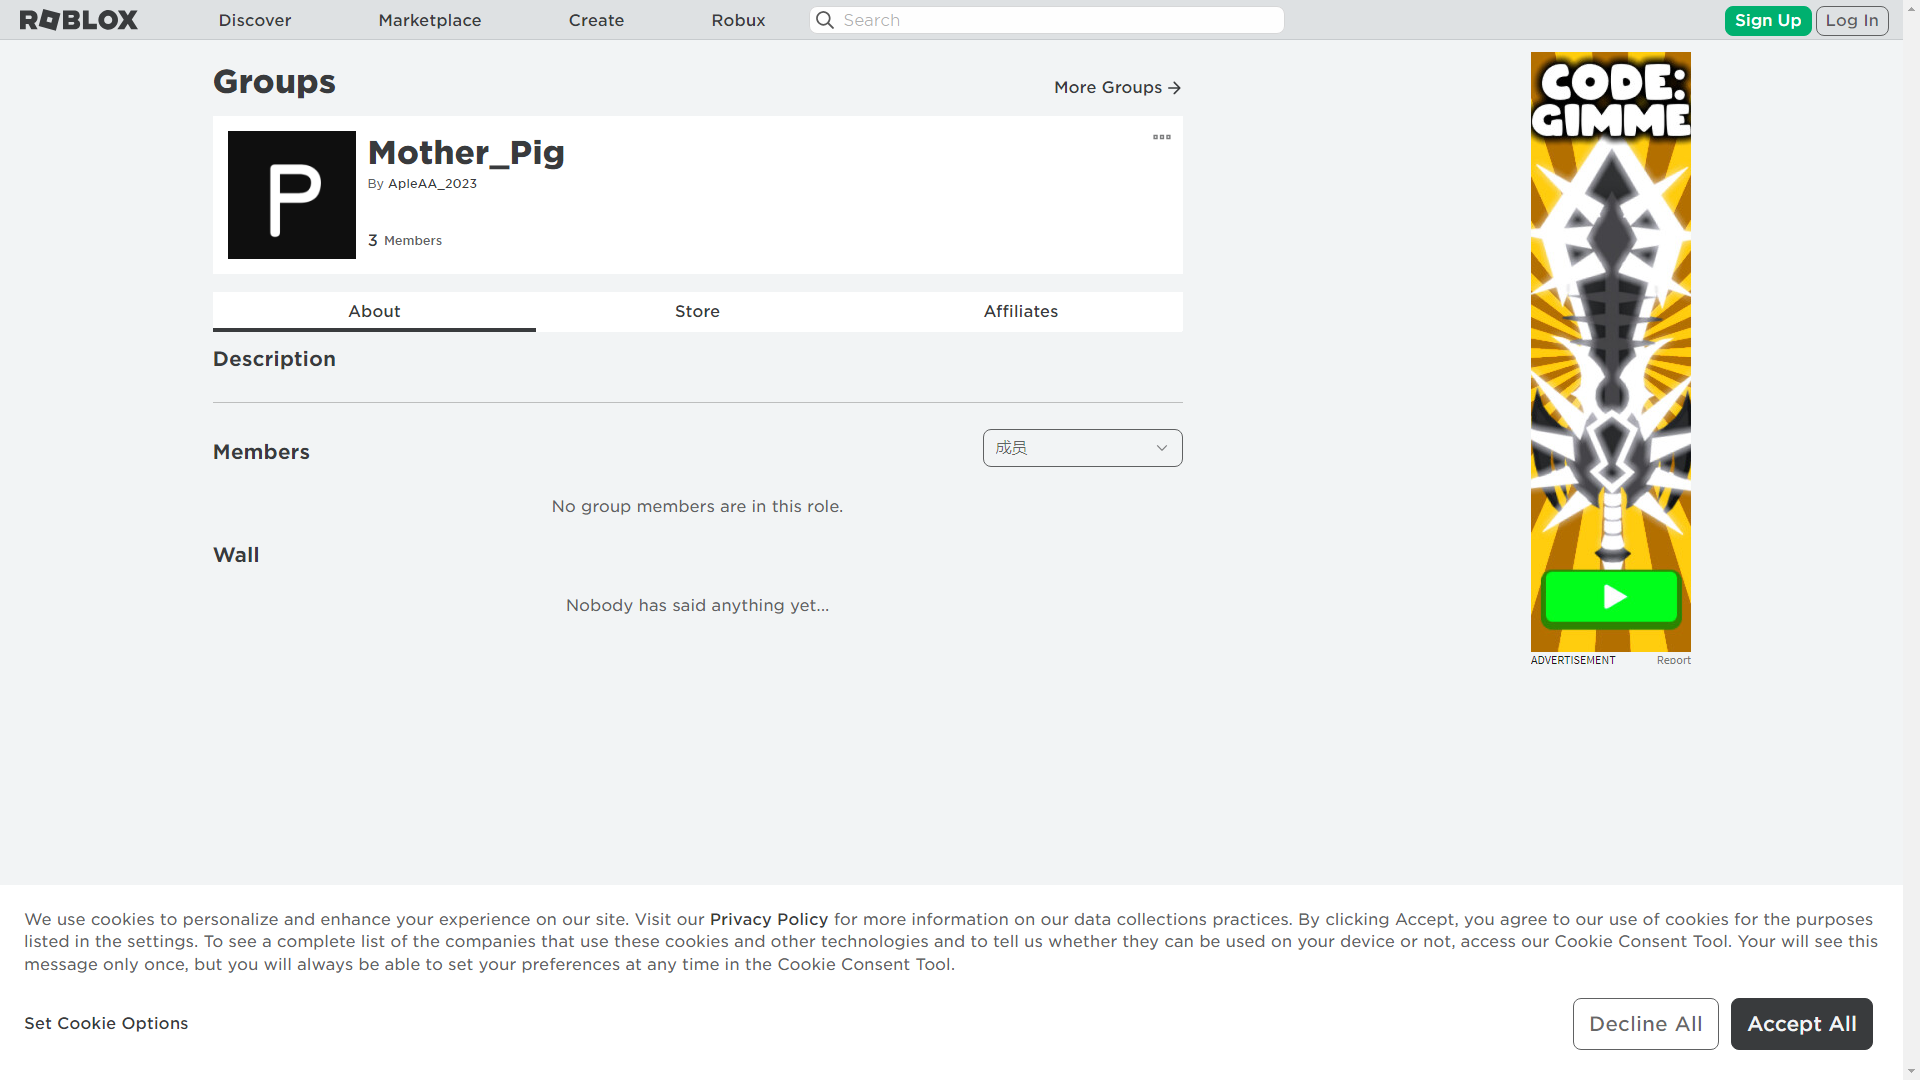 ROBLOX
Discover
Marketplace
Create
Robux
Search
Sign Up
Log In
Groups
More Groups
P
Mother_Pig
By ApleAA_2023
3 Members
About
Store
Affiliates
Description
Members
成员
No group members are in this role.
Wall
Nobody has said anything yet...
CODE:
GIMME
ADVERTISEMENT
Report
We use cookies to personalize and enhance your experience on our site. Visit our Privacy Policy for more information on our data collections practices. By clicking Accept, you agree to our use of cookies for the purposes
listed in the settings. To see a complete list of the companies that use these cookies and other technologies and to tell us whether they can be used on your device or not, access our Cookie Consent Tool. Your will see this
message only once, but you will always be able to set your preferences at any time in the Cookie Consent Tool.
Set Cookie Options
Decline All
Accept All